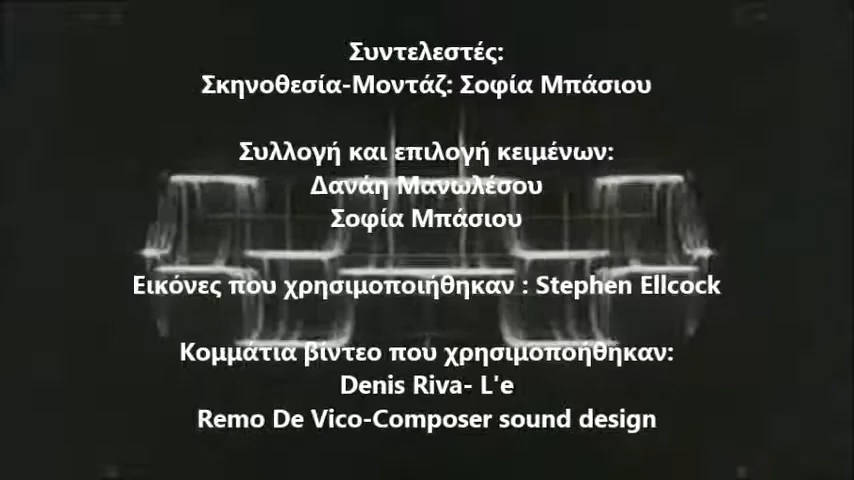 Συντελεστές:
Σκηνοθεσία-Μοντάζ: Σοφία Μπάσιου
Συλλογή και επιλογή κειμένων:
Δανάη Μανωλέσου
Σοφία Μπάσιου
Εικόνες που χρησιμοποιήθηκαν : Stephen Ellcock
Κομμάτια βίντεο που χρησιμοποήθηκαν:
Denis Riva- L'e
Remo De Vico-Composer sound design